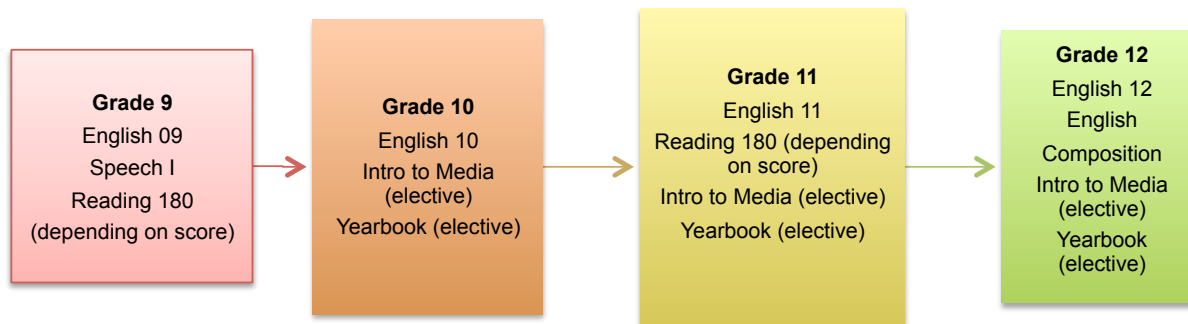 Grade 9
English 09
Speech I
Reading 180
(depending on score)
Grade 10
English 10
Intro to Media
(elective)
Yearbook (elective)
Grade 11
English 11
Reading 180 (depending
on score)
Intro to Media (elective)
Yearbook (elective)
Grade 12
English 12
English
Composition
Intro to Media
(elective)
Yearbook
(elective)